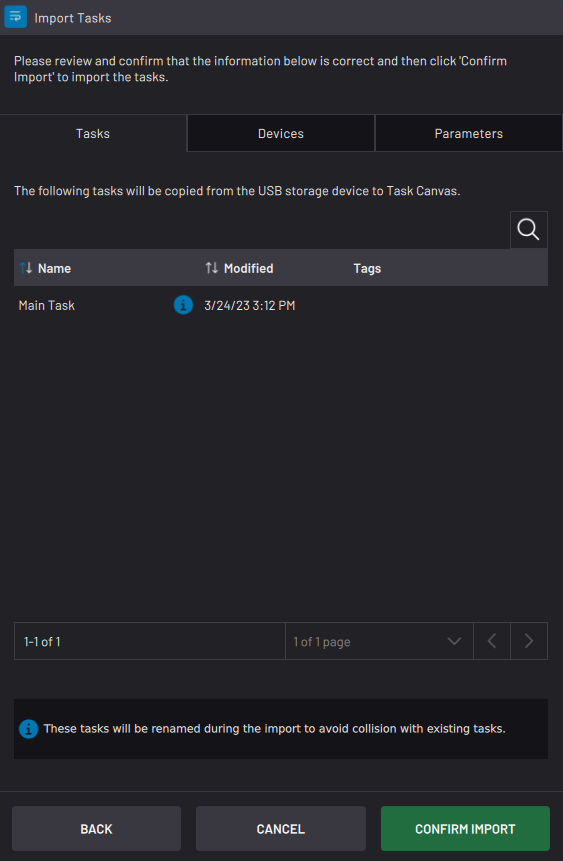 Import Tasks
Please review and confirm that the information below is correct and then click 'Confirm
Import' to import the tasks.
Tasks Devices Parameters
The following tasks will be copied from the USB storage device to Task Canvas.
Name Modified Tags
Main Task 3/24/23 3:12 PM
1-1 of 1 1 of 1 page
These tasks will be renamed during the import to avoid collision with existing tasks.
BACK CANCEL CONFIRM IMPORT